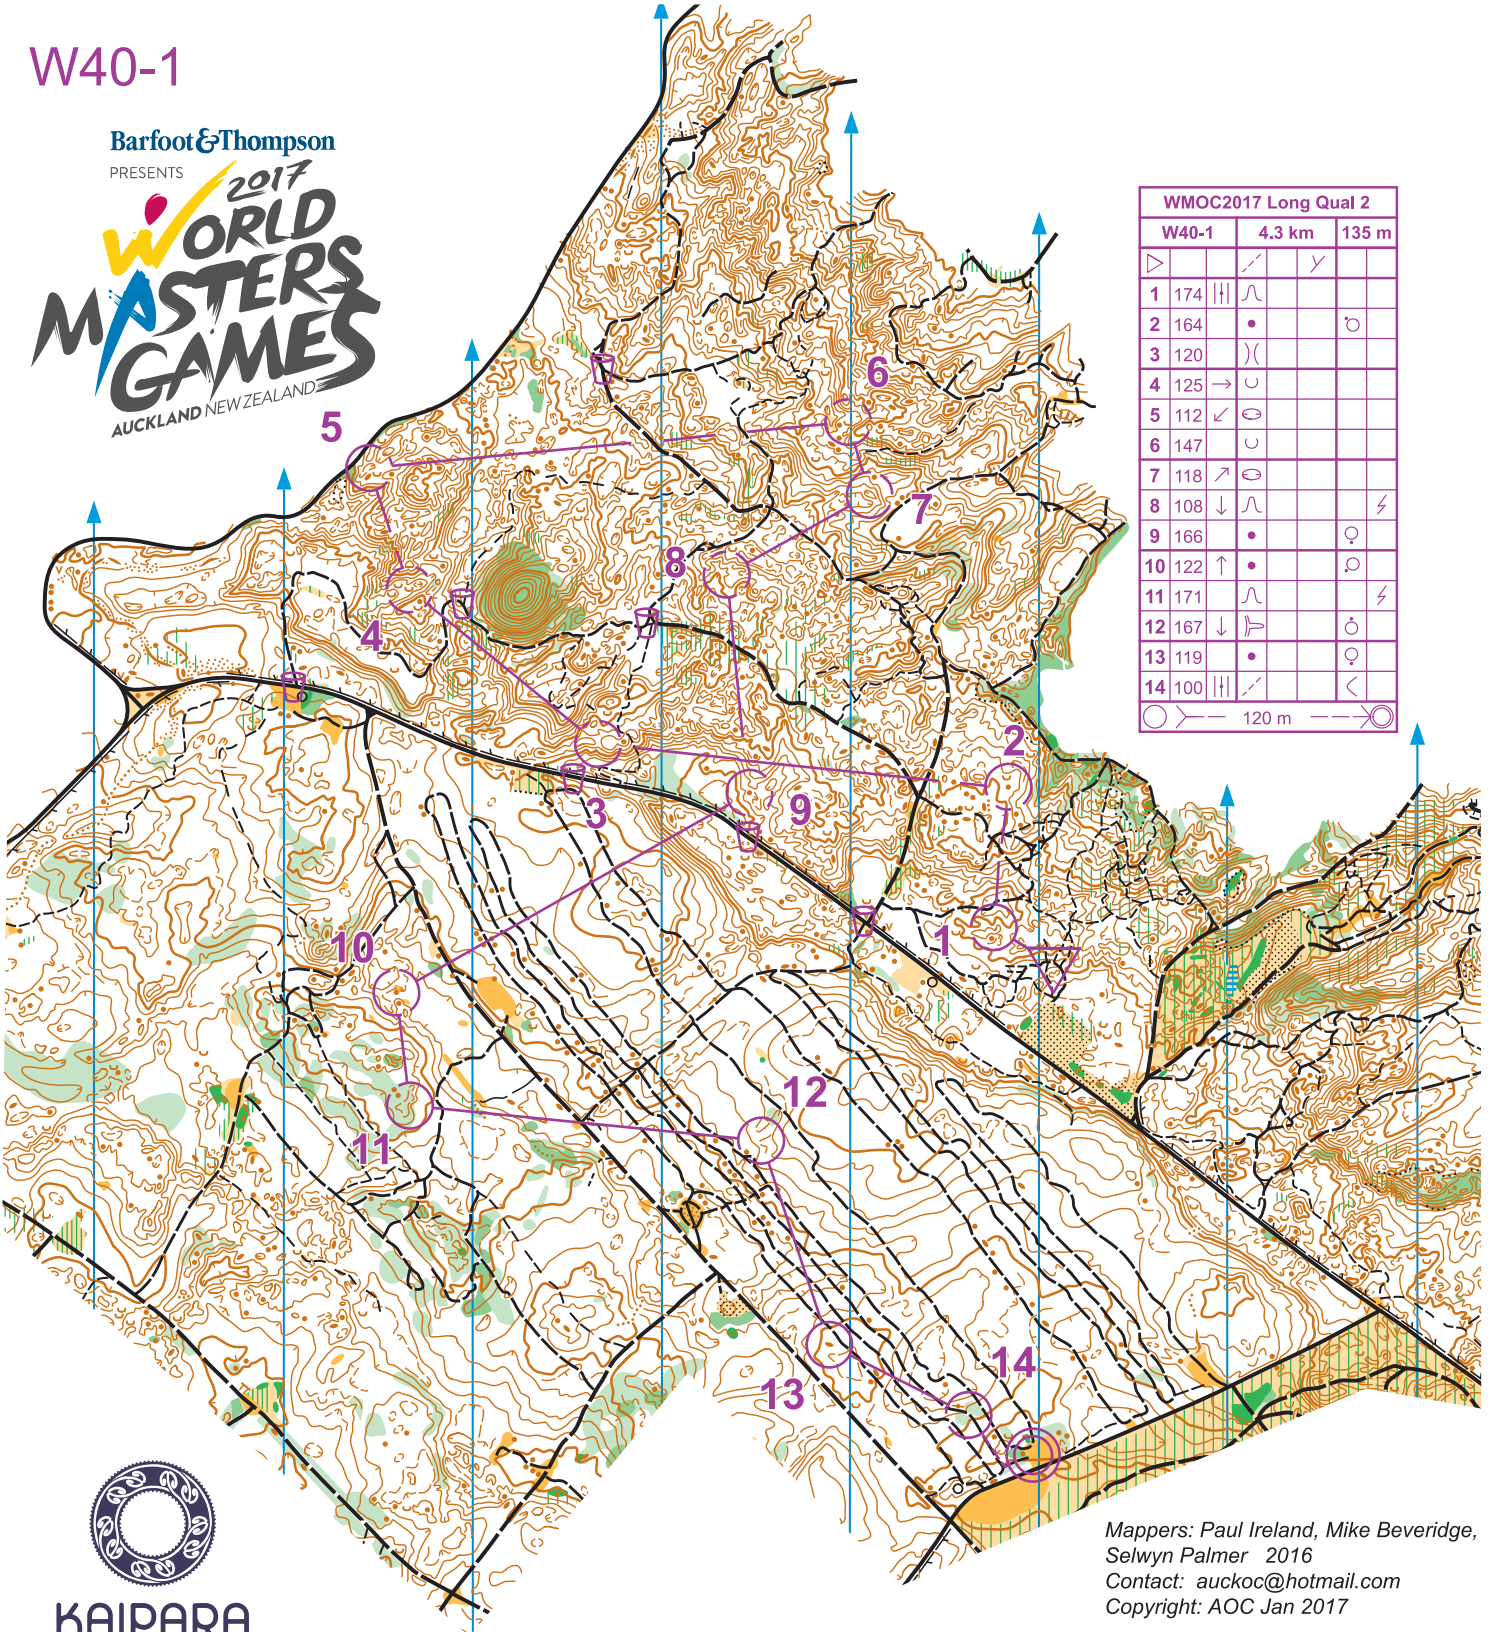 W40-1
Barfoot&Thompson
PRESENTS
2017
WORLD
MASTERS
GAMES
AUCKLAND NEW ZEALAND
WMOC2017 Long Qual 2
W40-1 4.3 km 135 m
1 174
2 164
3 120
4 125
5 112
6 147
7 118
8 108
9 166
10 122
11 171
12 167
13 119
14 100
120 m
6
5
7
8
4
2
3
9
1
10
12
11
14
13
Mappers: Paul Ireland, Mike Beveridge,
Selwyn Palmer 2016
Contact: auckoc@hotmail.com
Copyright: AOC Jan 2017
KAIPARA